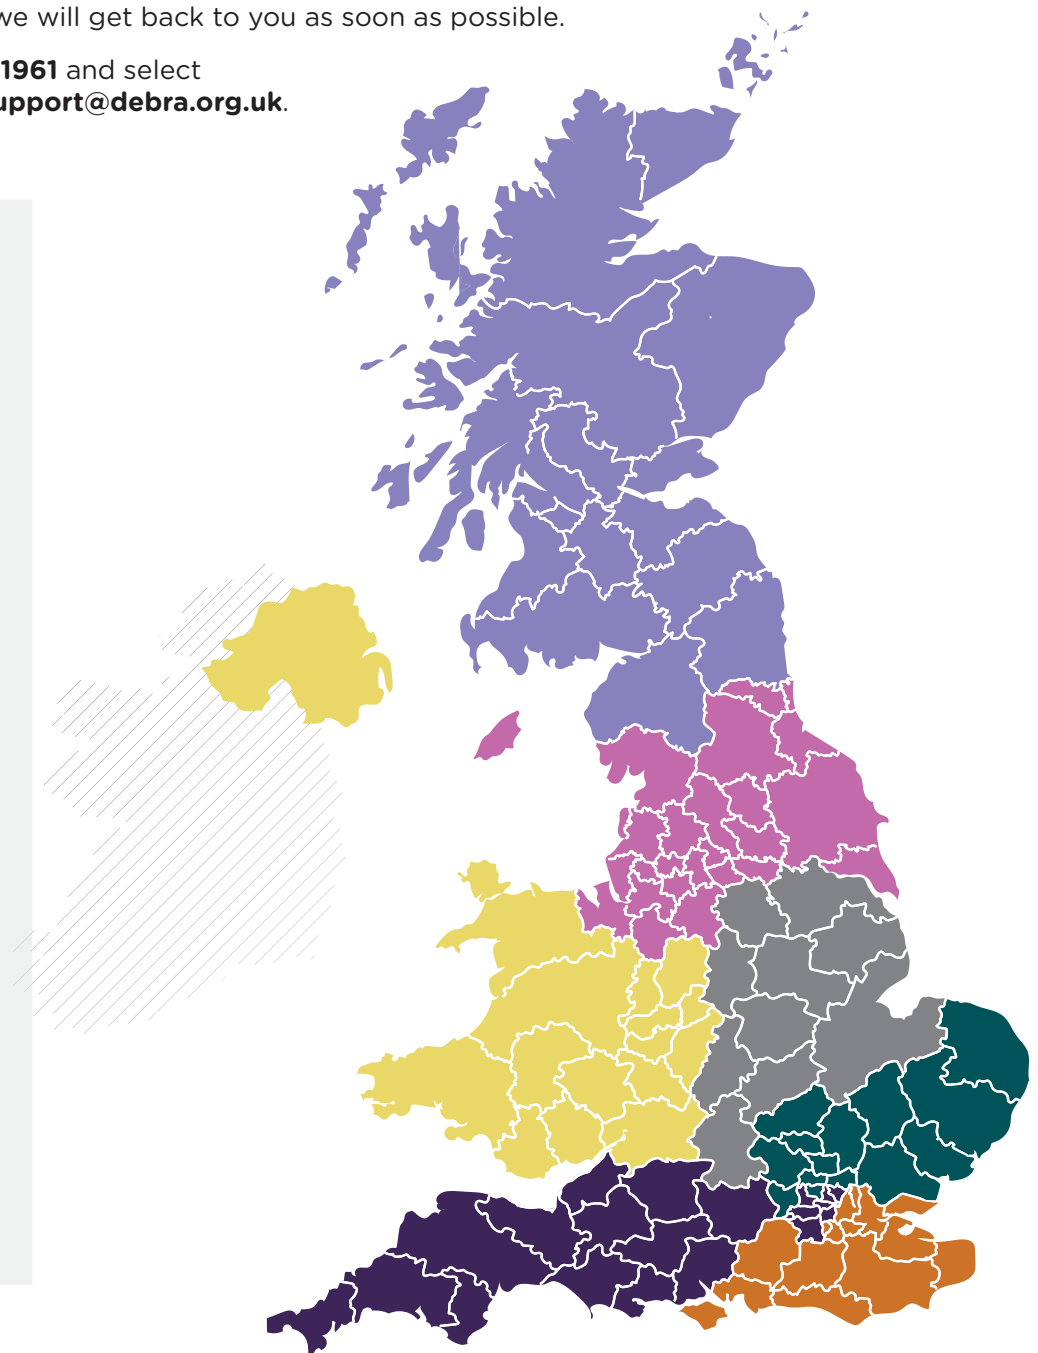 we will get back to you as soon as possible.
1961 and select
upport@debra.org.uk.